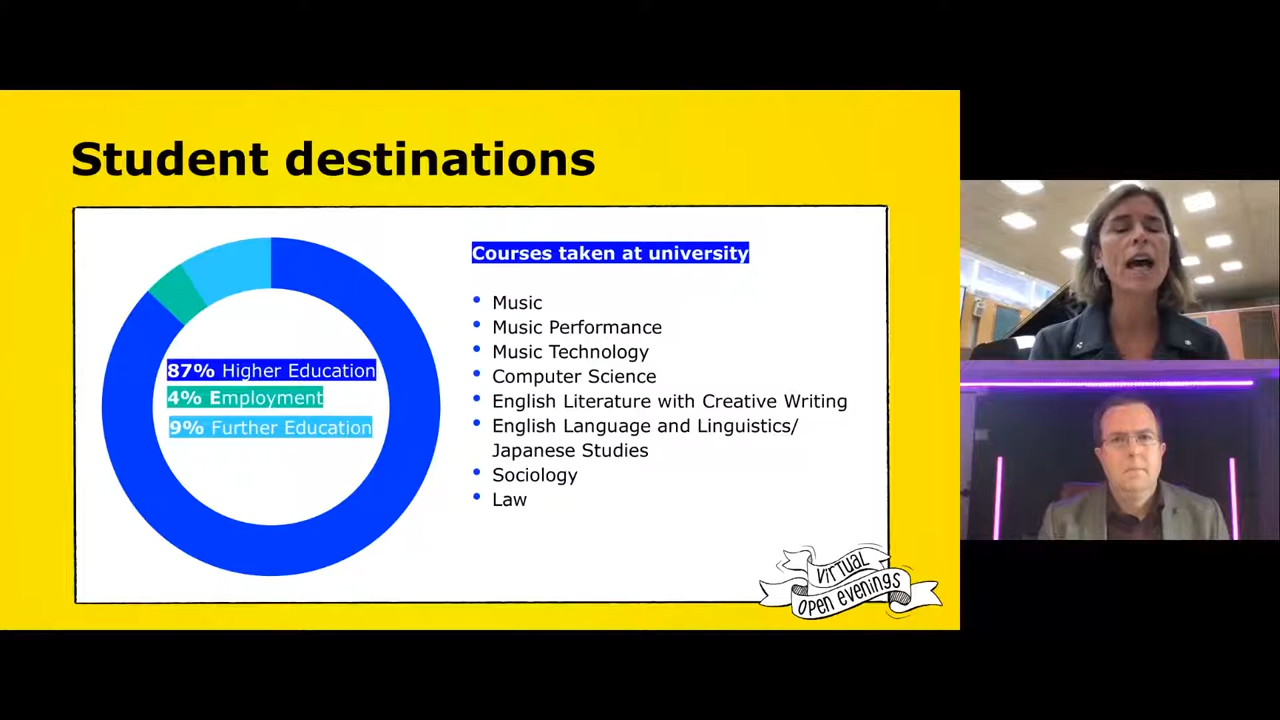 Student destinations
87% Higher Education
4% Employment
9% Further Education
Courses taken at university
Music
Music Performance
Music Technology
Computer Science
English Literature with Creative Writing
English Language and Linguistics/
Japanese Studies
Sociology
Law
VIRTUAL
OPEN EVENINGS